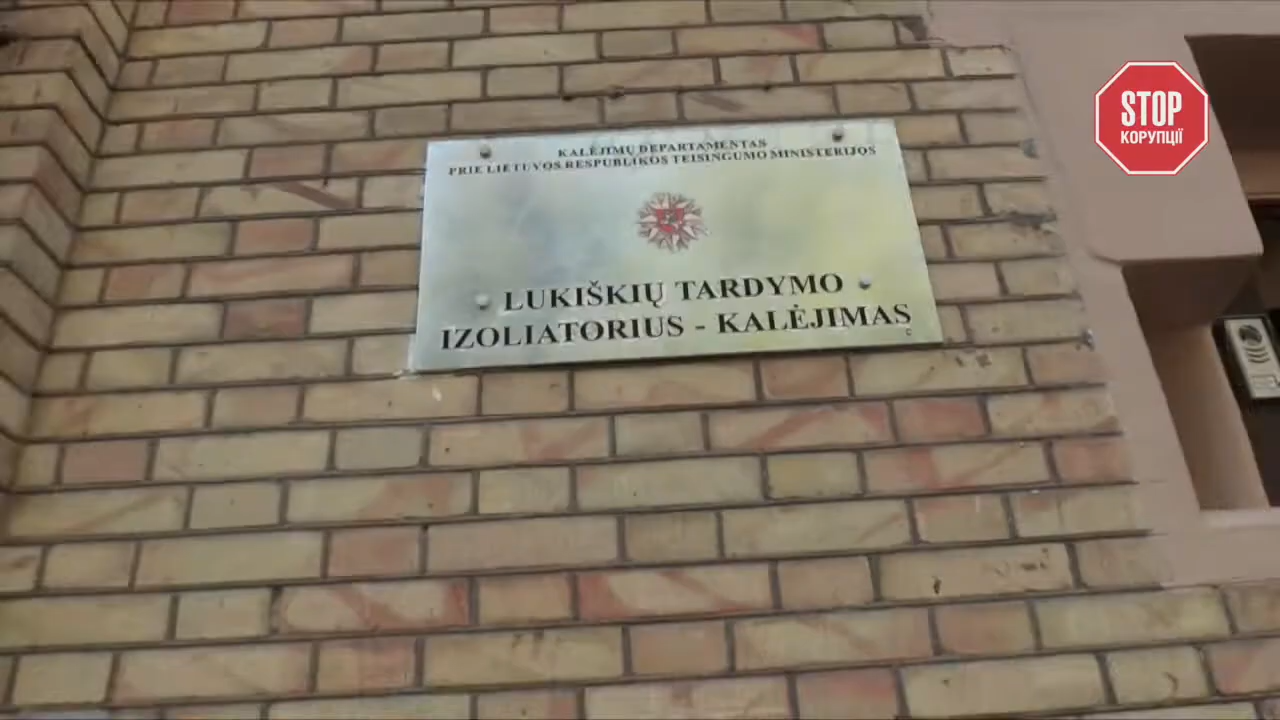 KALĖJIMŲ DEPARTAMENTAS
PRIE LIETUVOS RESPUBLIKOS TEISINGUMO MINISTERIJOS
LUKIŠKIŲ TARDYMO
IZOLIATORIUS - KALĖJIMAS
STOP
КОРУПЦІЇ